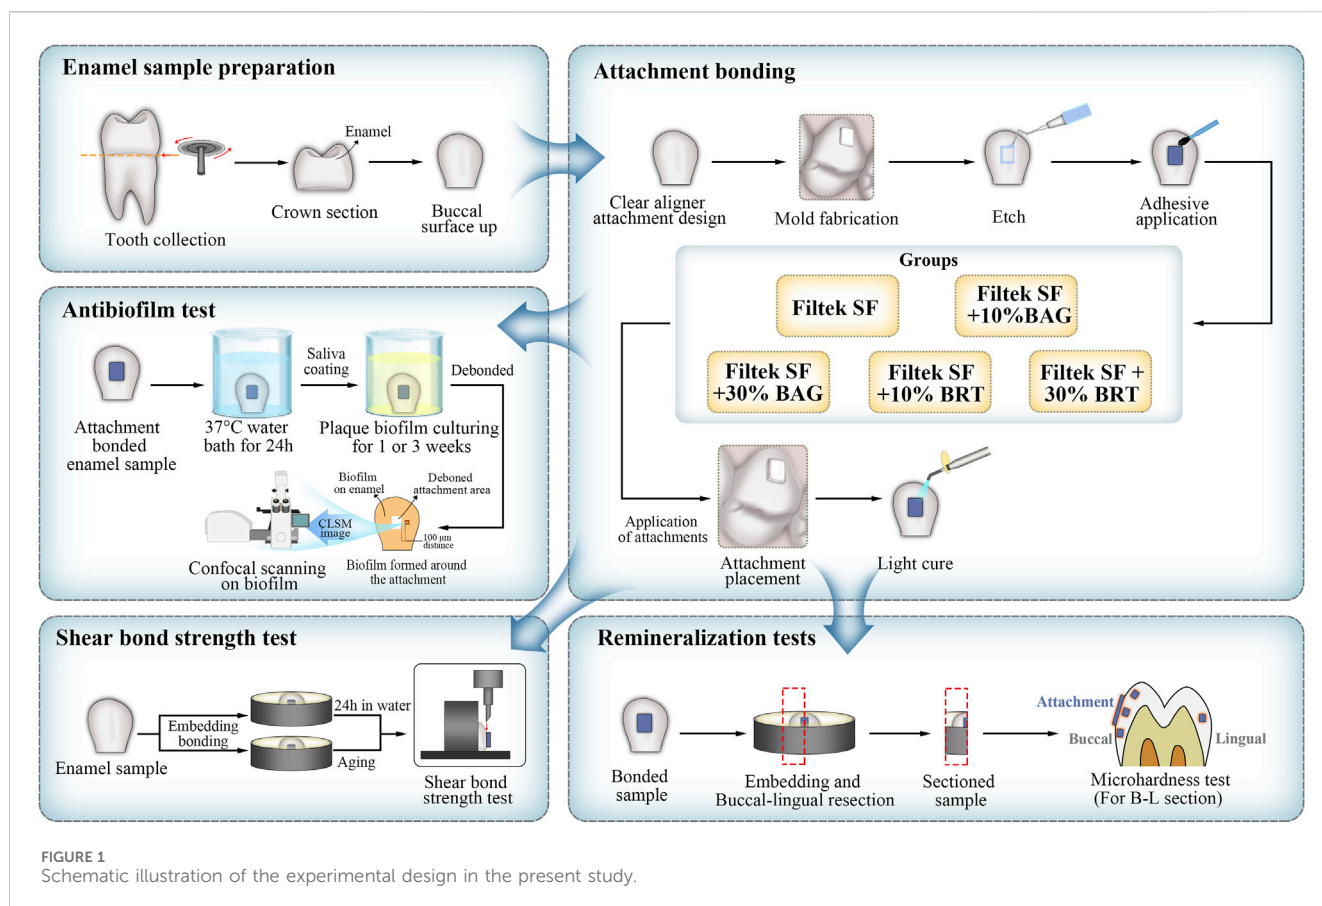 Enamel sample preparation
Enamel
Tooth collection
Crown section
Buccal
surface up
Attachment bonding
Clear aligner
attachment design
Mold fabrication
Etch
Adhesive
application
Groups
Filtek SF
Filtek SF
+10%BAG
Filtek SF
+30% BAG
Filtek SF
+10% BRT
Filtek SF +
30% BRT
Application
of attachments
Attachment
placement
Light cure
Antibiofilm test
Attachment
bonded
enamel sample
37°C water
bath for 24h
Saliva
coating
Plaque biofilm culturing
for 1 or 3 weeks
Debonded
Biofilm
on enamel
Deboned
attachment area
100 μm
distance
Biofilm formed around
the attachment
CLSM
image
Confocal scanning
on biofilm
Shear bond strength test
Enamel sample
Embedding
bonding
24h in water
Aging
Shear bond
strength test
Remineralization tests
Bonded
sample
Embedding and
Buccal-lingual resection
Sectioned
sample
Attachment
Buccal
Lingual
Microhardness test
(For B-L section)
FIGURE 1
Schematic illustration of the experimental design in the present study.